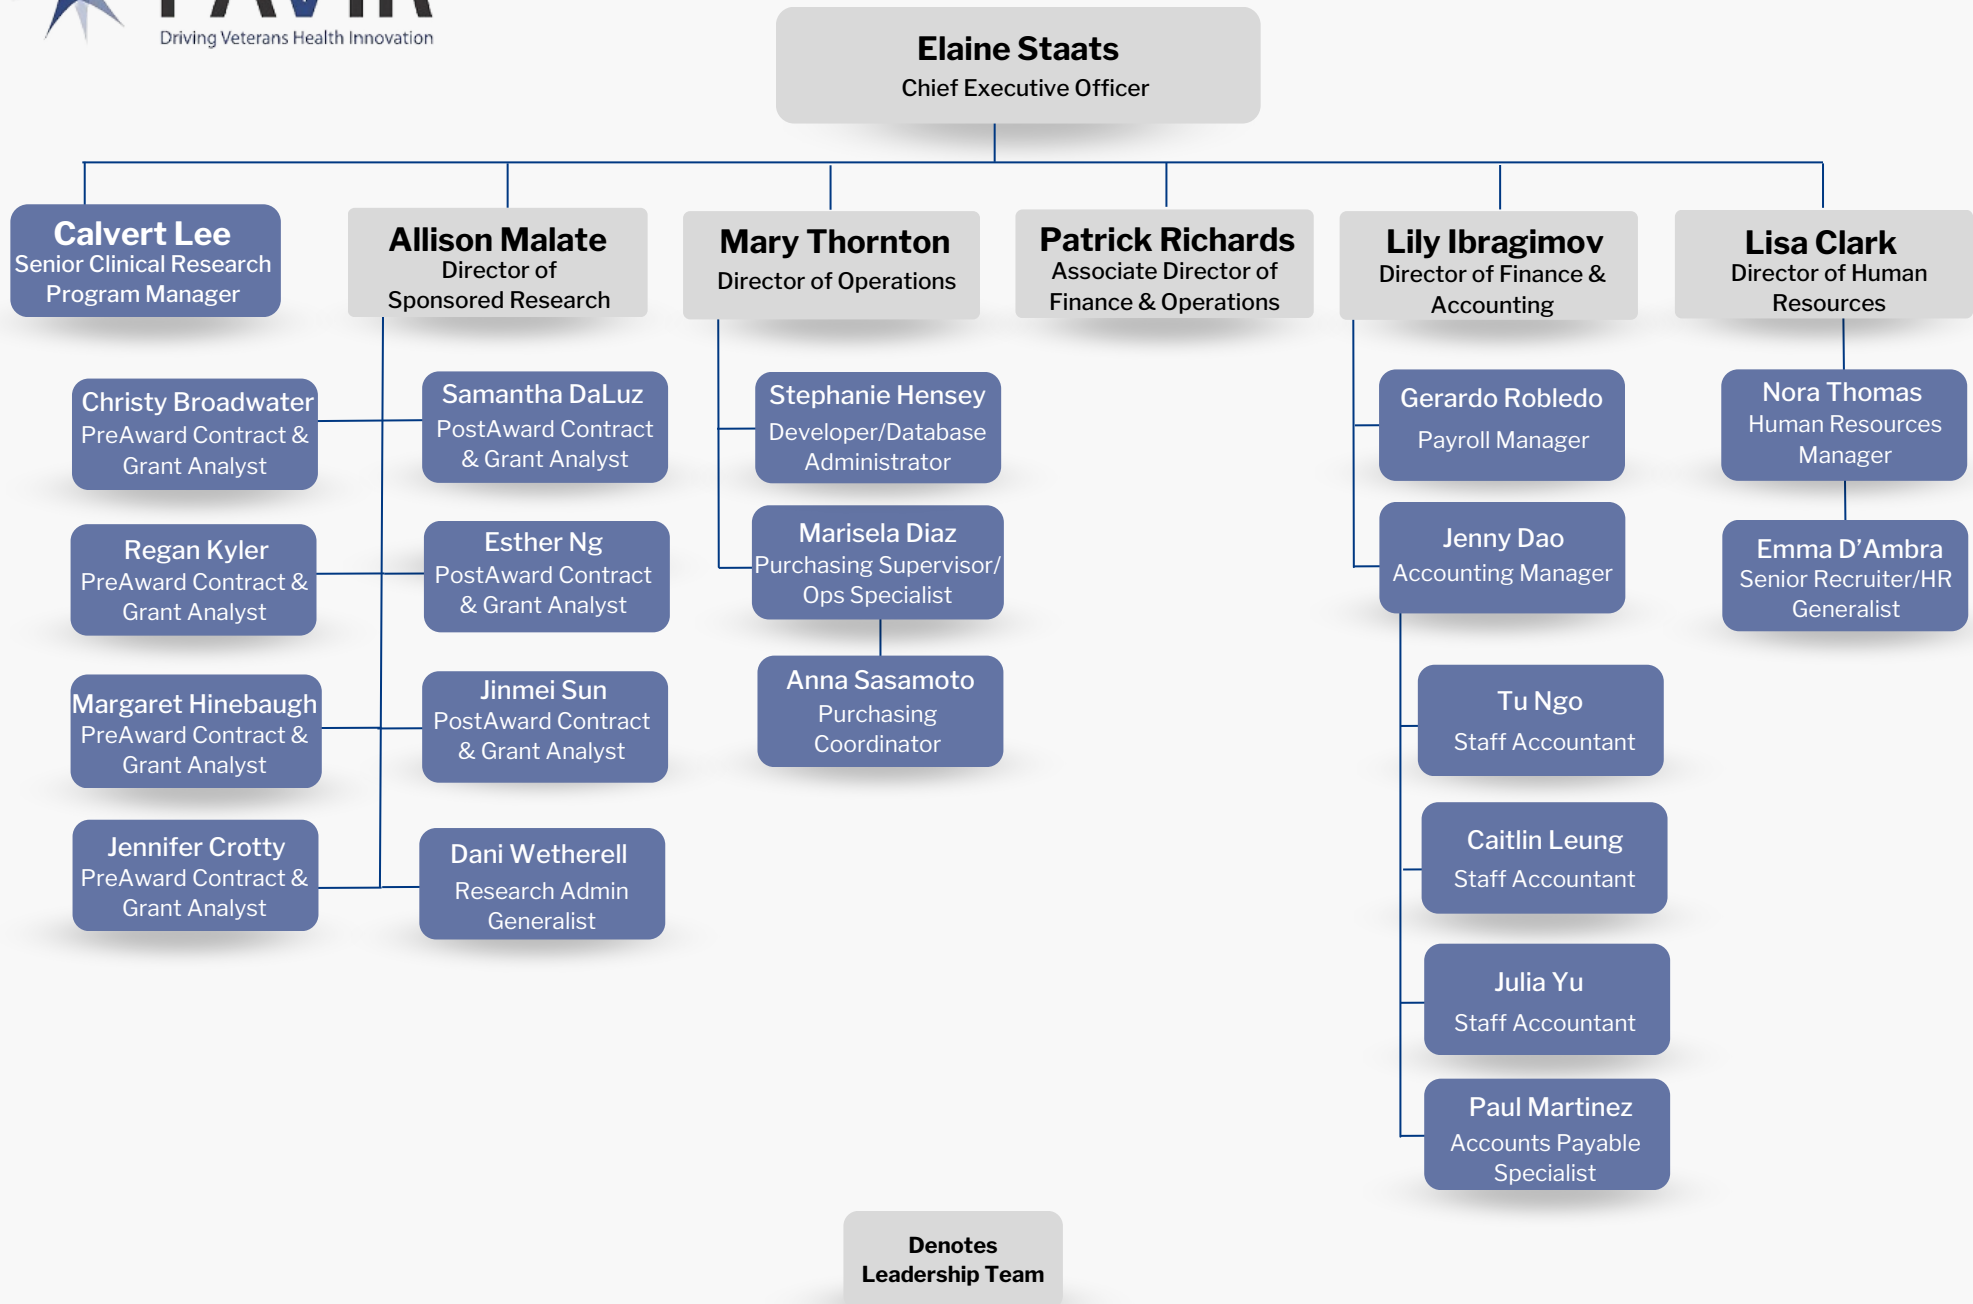 PAVIR
Driving Veterans Health Innovation
Elaine Staats
Chief Executive Officer
Calvert Lee
Senior Clinical Research
Program Manager
Allison Malate
Director of
Sponsored Research
Mary Thornton
Director of Operations
Patrick Richards
Associate Director of
Finance & Operations
Lily Ibragimov
Director of Finance &
Accounting
Lisa Clark
Director of Human
Resources
Christy Broadwater
PreAward Contract &
Grant Analyst
Samantha DaLuz
PostAward Contract
& Grant Analyst
Regan Kyler
PreAward Contract &
Grant Analyst
Esther Ng
PostAward Contract
& Grant Analyst
Margaret Hinebaugh
PreAward Contract &
Grant Analyst
Jinmei Sun
PostAward Contract
& Grant Analyst
Jennifer Crotty
PreAward Contract &
Grant Analyst
Dani Wetherell
Research Admin
Generalist
Stephanie Hensey
Developer/Database
Administrator
Marisela Diaz
Purchasing Supervisor/
Ops Specialist
Anna Sasamoto
Purchasing
Coordinator
Gerardo Robledo
Payroll Manager
Jenny Dao
Accounting Manager
Tu Ngo
Staff Accountant
Caitlin Leung
Staff Accountant
Julia Yu
Staff Accountant
Paul Martinez
Accounts Payable
Specialist
Nora Thomas
Human Resources
Manager
Emma D’Ambra
Senior Recruiter/HR
Generalist
Denotes
Leadership Team